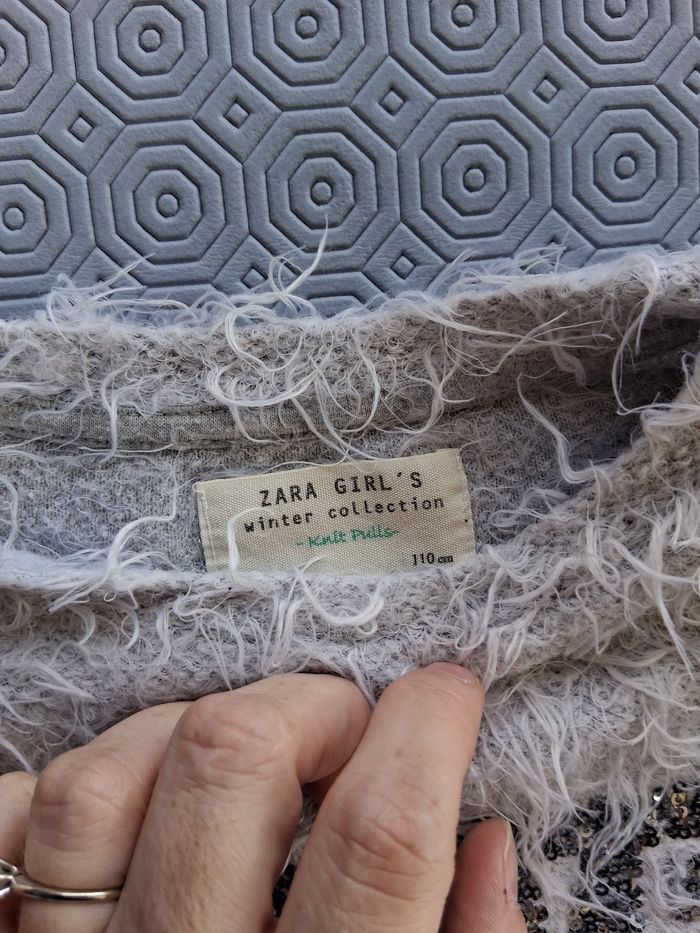 ZARA GIRL'S
winter collection
- Knit Pulls-
110 cm